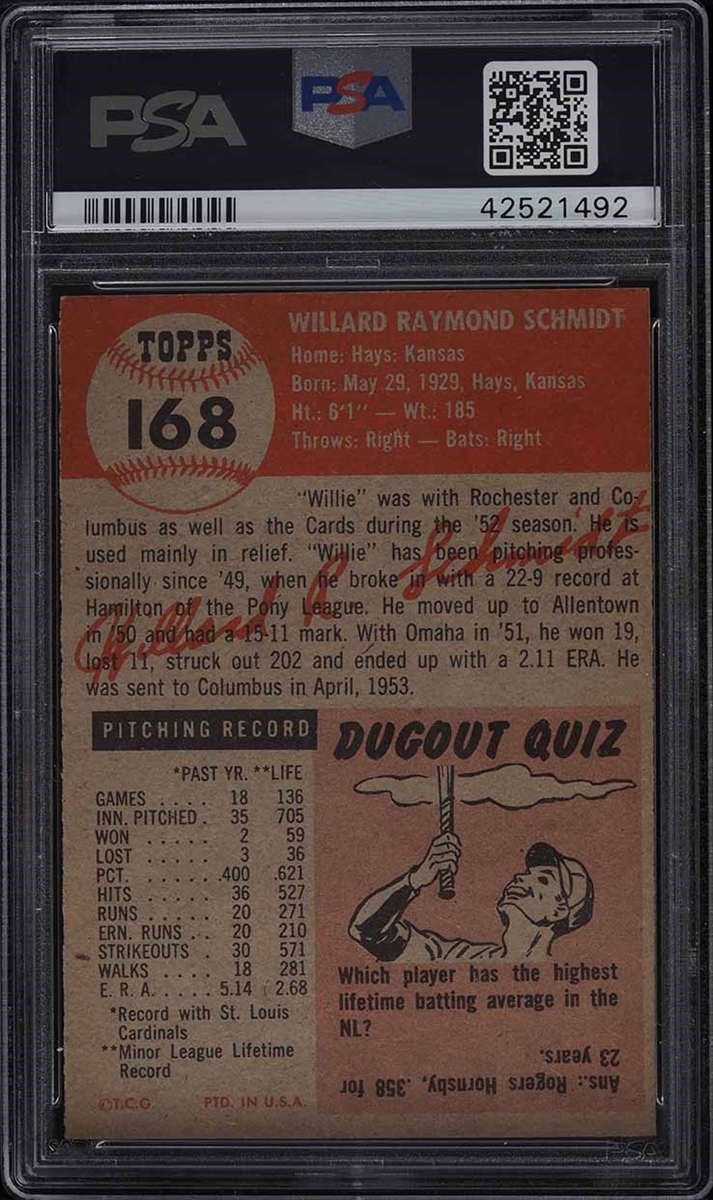 PSA
PSA
42521492
TOPPS
168
WILLARD RAYMOND SCHMIDT
Home: Hays: Kansas
Born: May 29, 1929, Hays, Kansas
Ht.: 6'1" — Wt.: 185
Throws: Right — Bats: Right
"Willie" was with Rochester and Co-
lumbus as well as the Cards during the '52 season. He is
used mainly in relief. "Willie" has been pitching profes-
sionally since '49, when he broke in with a 22-9 record at
Hamilton of the Pony League. He moved up to Allentown
in '50 and had a 15-11 mark. With Omaha in '51, he won 19,
lost 11, struck out 202 and ended up with a 2.11 ERA. He
was sent to Columbus in April, 1953.
Willard R Schmidt
PITCHING RECORD
*PAST YR. **LIFE
GAMES .... 18 136
INN. PITCHED . 35 705
WON ..... 2 59
LOST .... 3 36
PCT. ..... .400 .621
HITS ..... 36 527
RUNS .... 20 271
ERN. RUNS .. 20 210
STRIKEOUTS . 30 571
WALKS .... 18 281
E. R. A. .... 5.14 2.68
*Record with St. Louis
Cardinals
**Minor League Lifetime
Record
©T.C.G. PTD. IN U.S.A.
DUGOUT QUIZ
Which player has the highest
lifetime batting average in the
NL?
Ans.: Rogers Hornsby, .358 for
23 years.
PSA